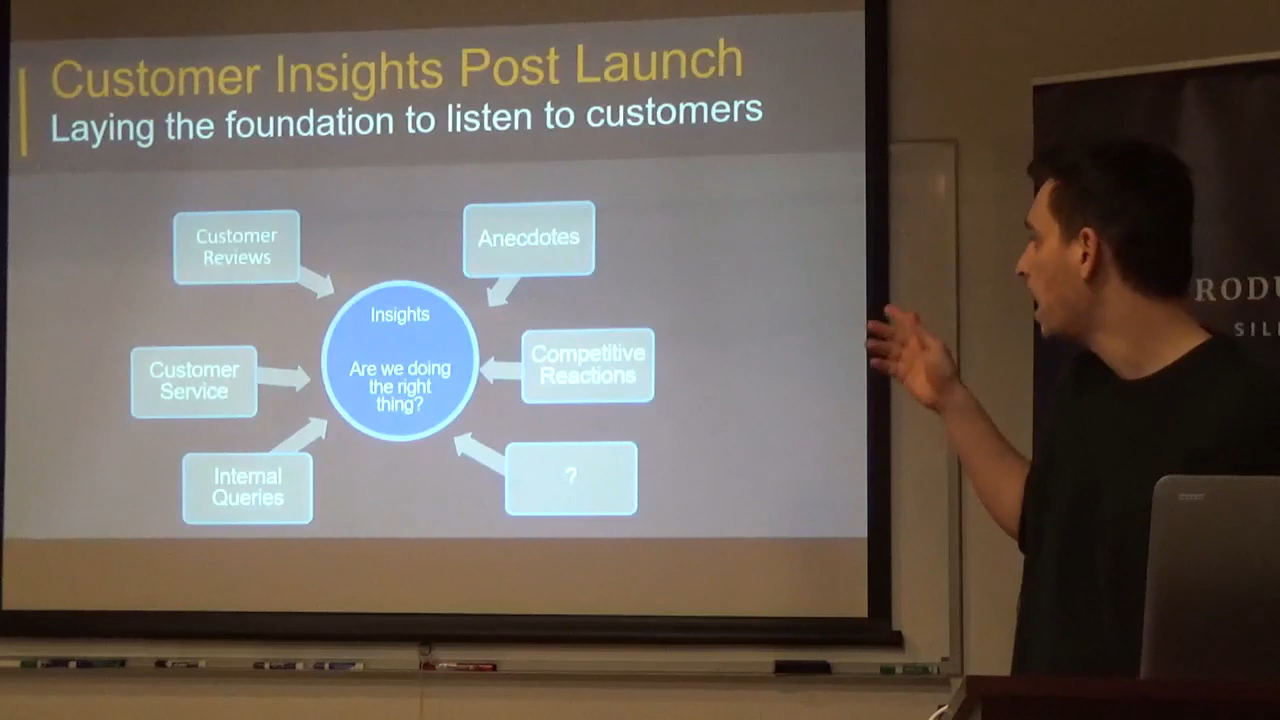 Customer Insights Post Launch
Laying the foundation to listen to customers
Customer
Reviews
Anecdotes
Insights
Are we doing
the right
thing?
Customer
Service
Competitive
Reactions
Internal
Queries
?
RODU
SIL